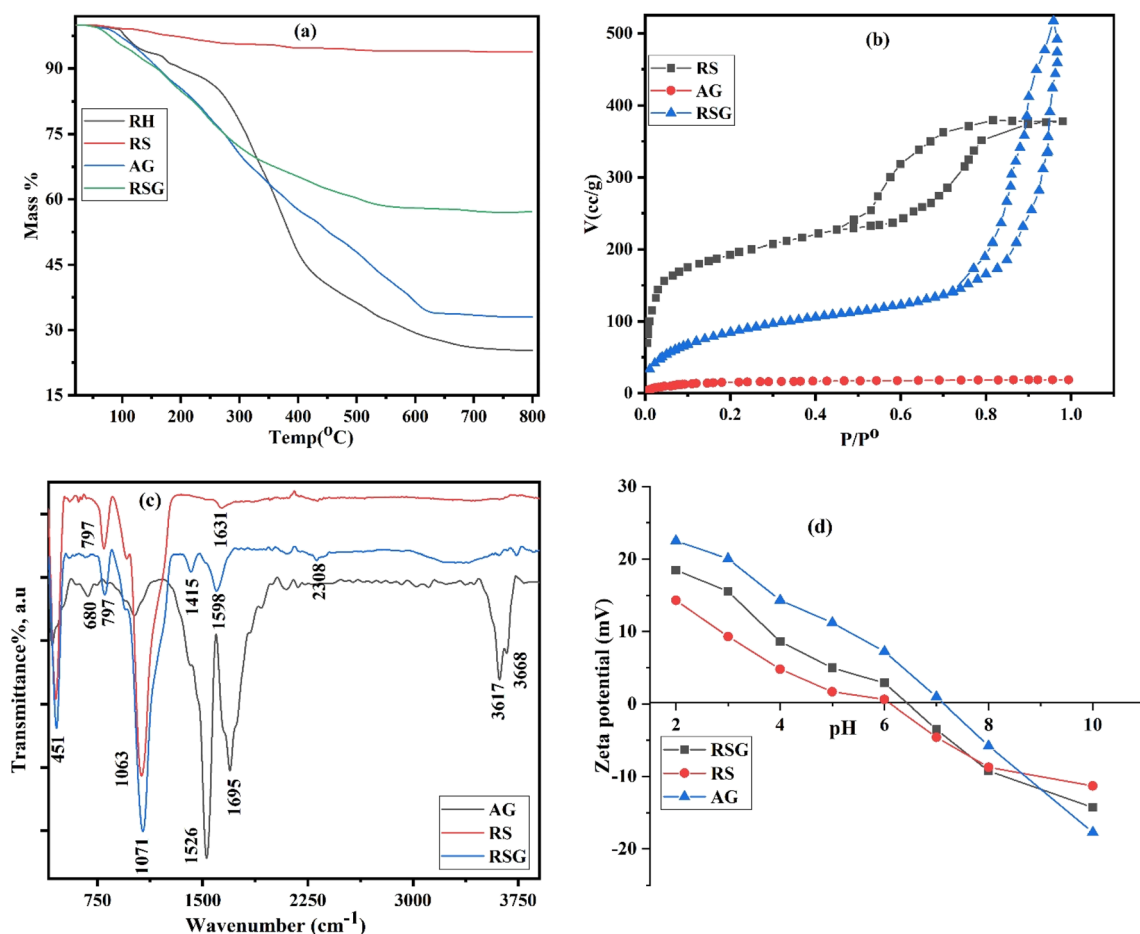 (a)
90
75
60
45
30
15
Mass %
RH
RS
AG
RSG
100
200
300
400
500
600
700
800
Temp(°C)
(b)
500
400
300
200
100
0
V(cc/g)
RS
AG
RSG
0.0
0.2
0.4
0.6
0.8
1.0
P/P⁰
(c)
Transmittance%, a.u
797
1631
1415
2308
680
797
1598
3617
3668
451
1063
1695
1071
1526
AG
RS
RSG
750
1500
2250
3000
3750
Wavenumber (cm⁻¹)
(d)
30
20
10
0
-10
-20
Zeta potential (mV)
2
4
6
8
10
pH
RSG
RS
AG